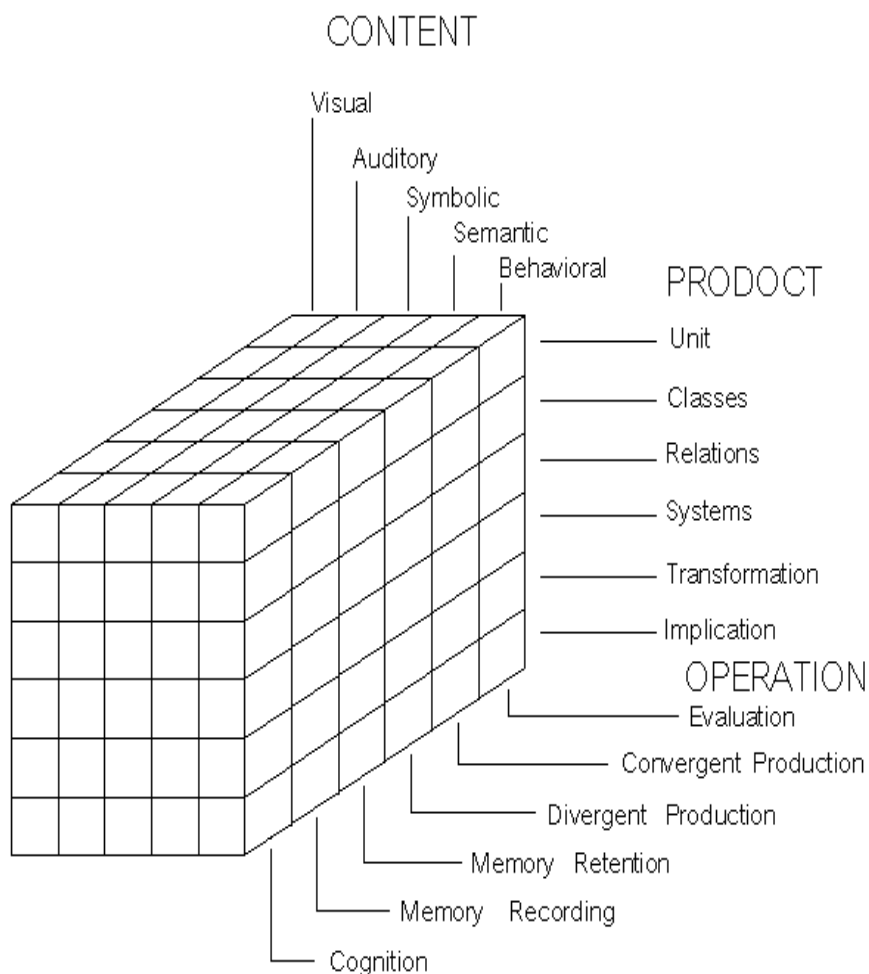 CONTENT
Visual
Auditory
Symbolic
Semantic
Behavioral
PRODOCT
Unit
Classes
Relations
Systems
Transformation
Implication
OPERATION
Evaluation
Convergent Production
Divergent Production
Memory Retention
Memory Recording
Cognition